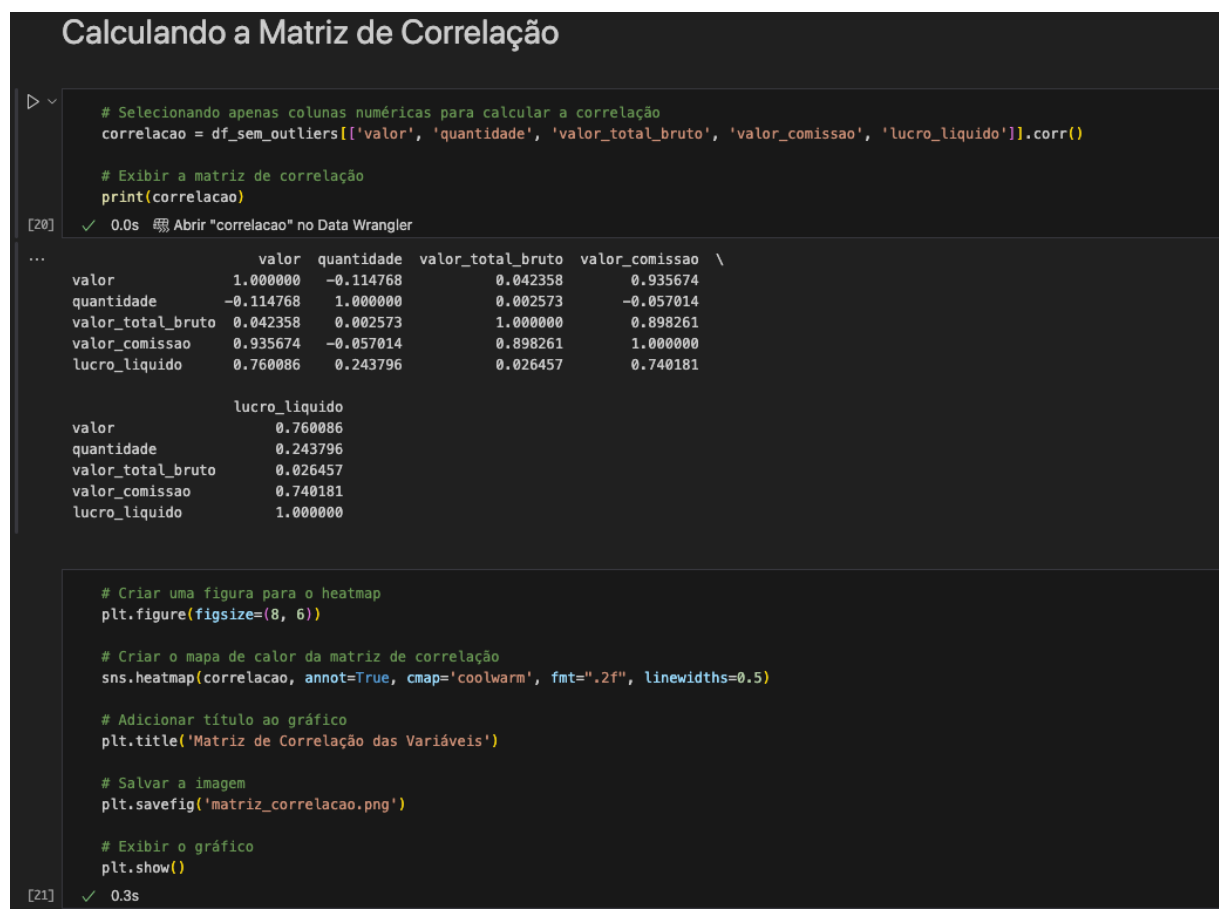 Calculando a Matriz de Correlação
# Selecionando apenas colunas numéricas para calcular a correlação
correlacao = df_sem_outliers[['valor', 'quantidade', 'valor_total_bruto', 'valor_comissao', 'lucro_liquido']].corr()
# Exibir a matriz de correlação
print(correlacao)
[20] ✓ 0.0s Abrir "correlacao" no Data Wrangler
...
valor quantidade valor_total_bruto valor_comissao \
valor 1.000000 −0.114768 0.042358 0.935674
quantidade −0.114768 1.000000 0.002573 −0.057014
valor_total_bruto 0.042358 0.002573 1.000000 0.898261
valor_comissao 0.935674 −0.057014 0.898261 1.000000
lucro_liquido 0.760086 0.243796 0.026457 0.740181
lucro_liquido
valor 0.760086
quantidade 0.243796
valor_total_bruto 0.026457
valor_comissao 0.740181
lucro_liquido 1.000000
# Criar uma figura para o heatmap
plt.figure(figsize=(8, 6))
# Criar o mapa de calor da matriz de correlação
sns.heatmap(correlacao, annot=True, cmap='coolwarm', fmt=".2f", linewidths=0.5)
# Adicionar título ao gráfico
plt.title('Matriz de Correlação das Variáveis')
# Salvar a imagem
plt.savefig('matriz_correlacao.png')
# Exibir o gráfico
plt.show()
[21] ✓ 0.3s